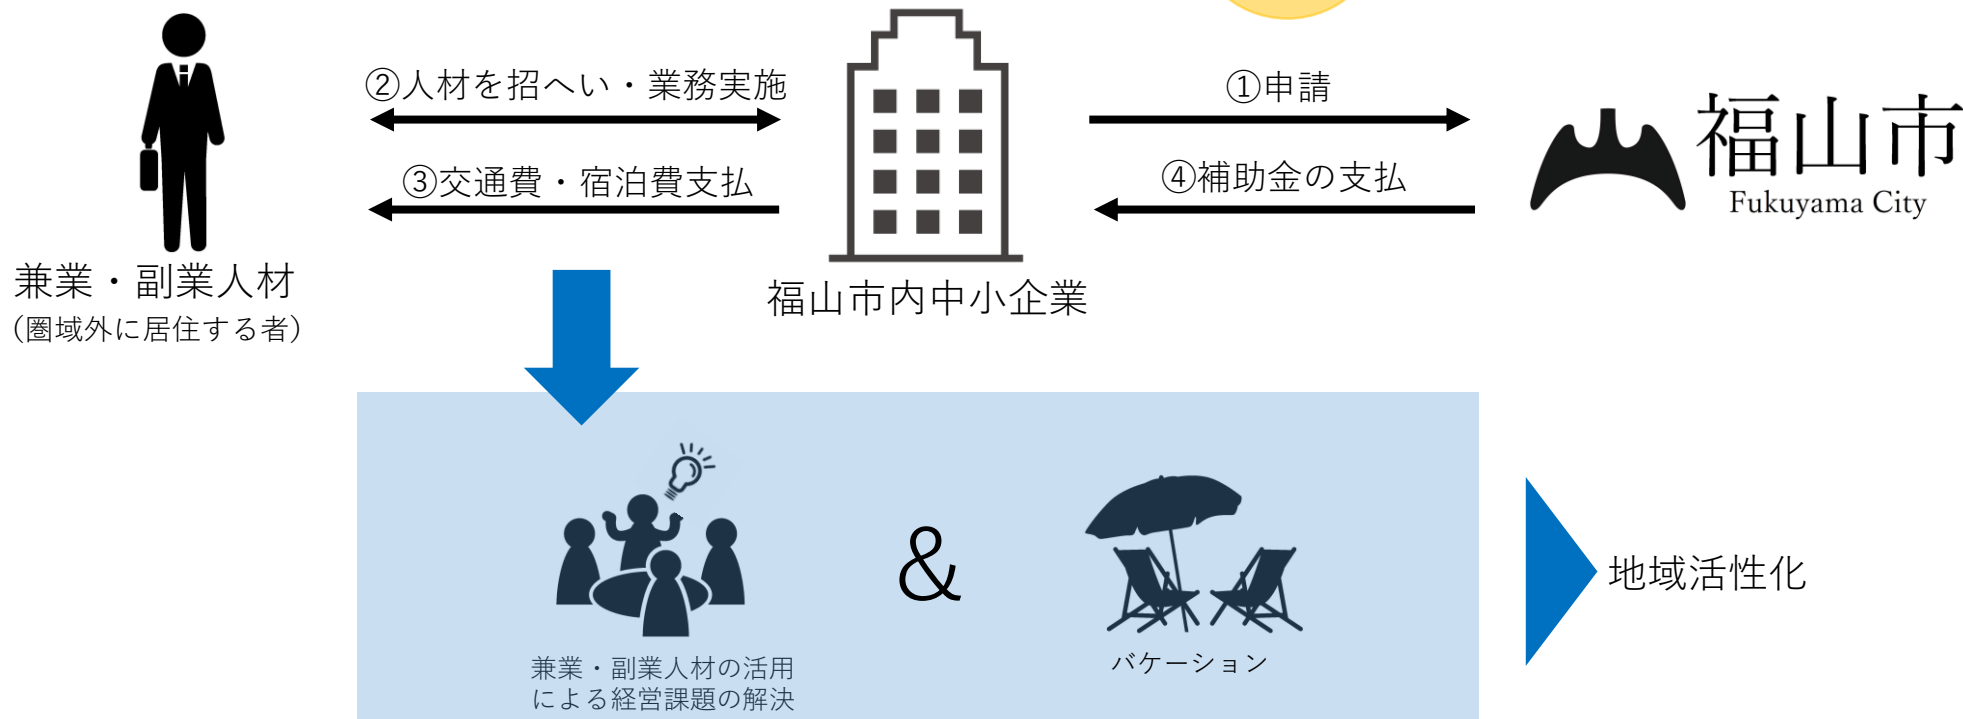 ②人材を招へい・業務実施
①申請
③交通費・宿泊費支払
④補助金の支払
福山市
Fukuyama City
兼業・副業人材
(圏域外に居住する者)
福山市内中小企業
&
兼業・副業人材の活用
による経営課題の解決
バケーション
地域活性化